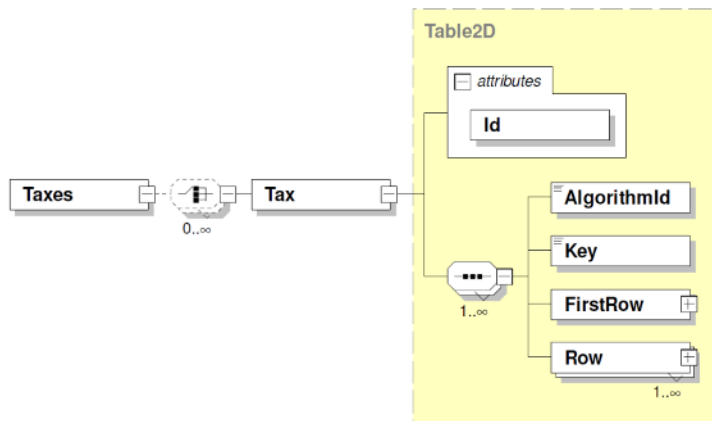 Table2D
attributes
Id
Taxes
Tax
0..∞
AlgorithmId
Key
1..∞
FirstRow
Row
1..∞